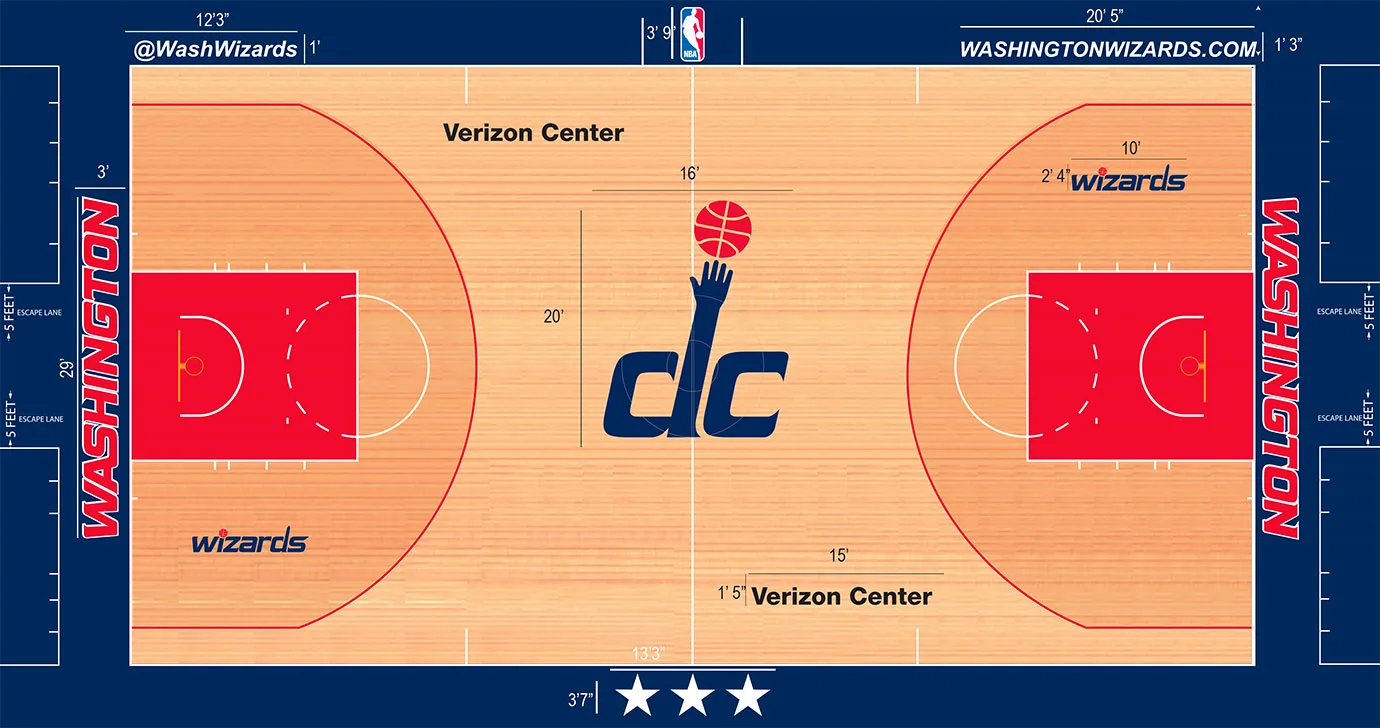 12'3"
20' 5"
@WashWizards
1'
3' 9"
NBA
WASHINGTONWIZARDS.COM
1' 3"
Verizon Center
10'
3'
16'
2' 4"
wizards
WASHINGTON
WASHINGTON
5 FEET
ESCAPE LANE
20'
ESCAPE LANE
5 FEET
29'
dc
5 FEET
ESCAPE LANE
ESCAPE LANE
5 FEET
wizards
15'
1' 5"
Verizon Center
13'3"
3'7"